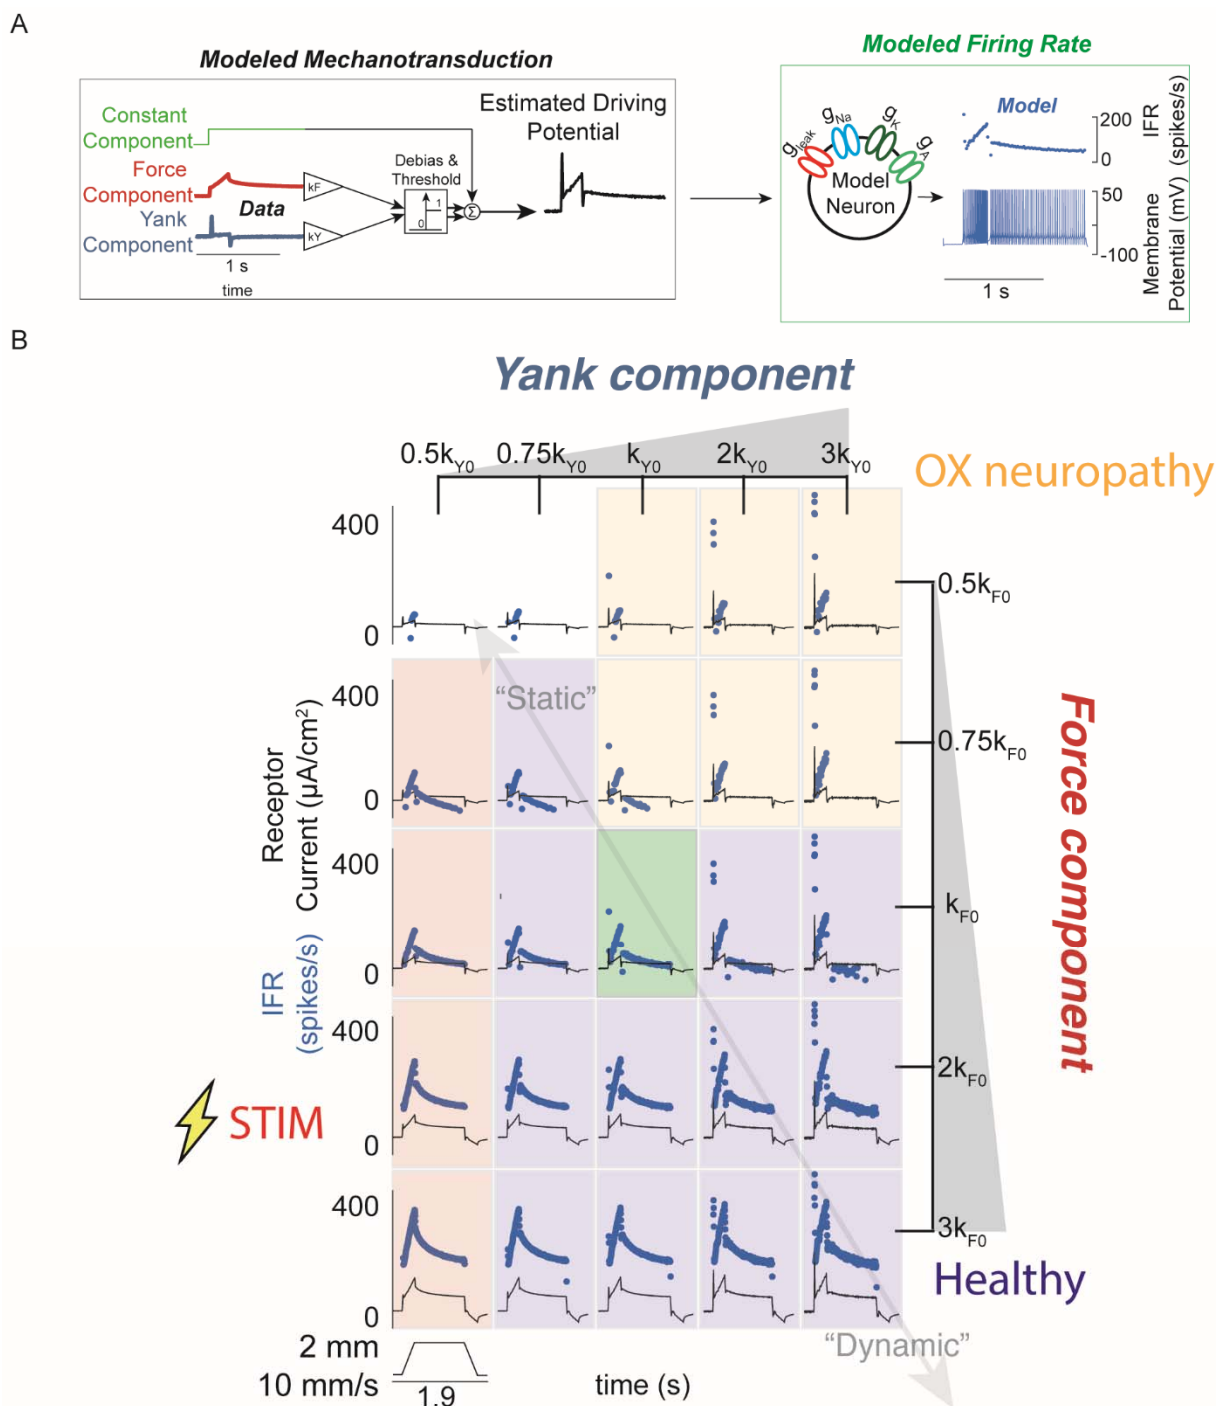 A
Modeled Mechanotransduction
Constant
Component
Force
Component
Yank
Component
Data
kF
kY
1 s
time
Debias &
Threshold
1
0
Σ
Estimated Driving
Potential
Modeled Firing Rate
gleak
gNa
gK
gA
Model
Neuron
Model
200
0
IFR
(spikes/s)
50
-100
Membrane
Potential (mV)
1 s
B
Yank component
0.5kY0
0.75kY0
kY0
2kY0
3kY0
OX neuropathy
400
0
0.5kF0
400
0
"Static"
0.75kF0
Receptor
Current (µA/cm²)
Force component
400
0
kF0
IFR
(spikes/s)
400
0
2kF0
STIM
400
0
3kF0
Healthy
"Dynamic"
2 mm
10 mm/s
1.9
time (s)